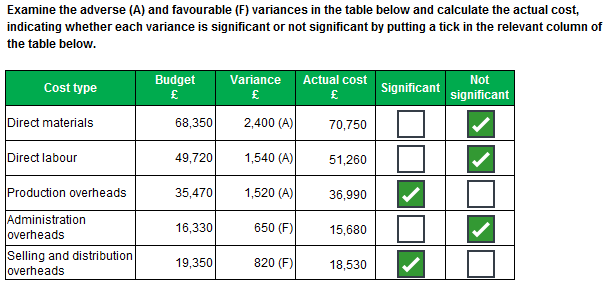 Examine the adverse (A) and favourable (F) variances in the table below and calculate the actual cost,
indicating whether each variance is significant or not significant by putting a tick in the relevant column of
the table below.
Cost type Budget £ Variance £ Actual cost £ Significant Not significant
Direct materials 68,350 2,400 (A) 70,750
Direct labour 49,720 1,540 (A) 51,260
Production overheads 35,470 1,520 (A) 36,990
Administration overheads 16,330 650 (F) 15,680
Selling and distribution overheads 19,350 820 (F) 18,530